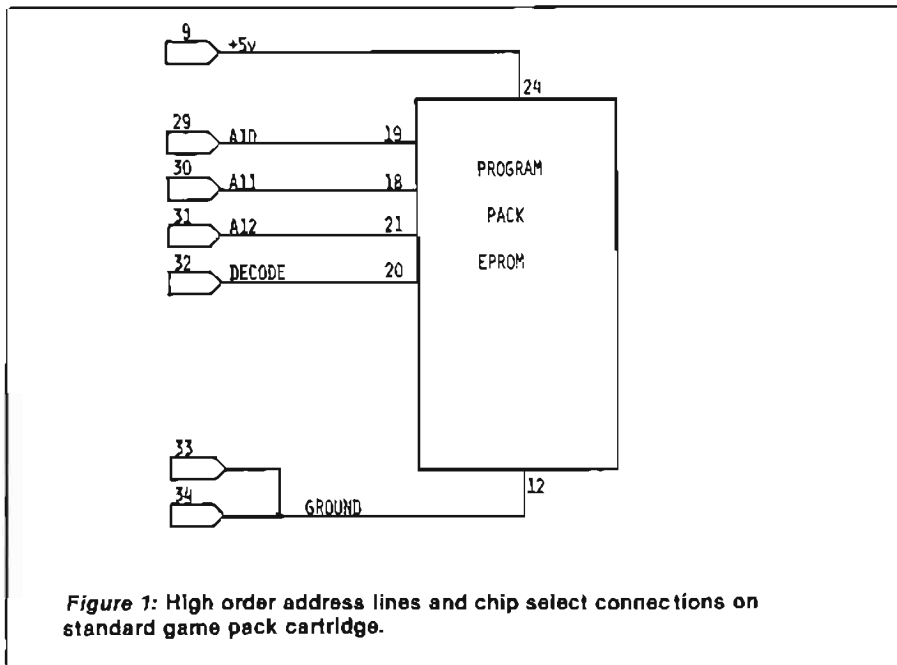 9 +5v
24
29 A10 19
30 A11 18
31 A12 21
32 DECODE 20
PROGRAM
PACK
EPROM
33
34 GROUND 12
Figure 1: High order address lines and chip select connections on
standard game pack cartridge.